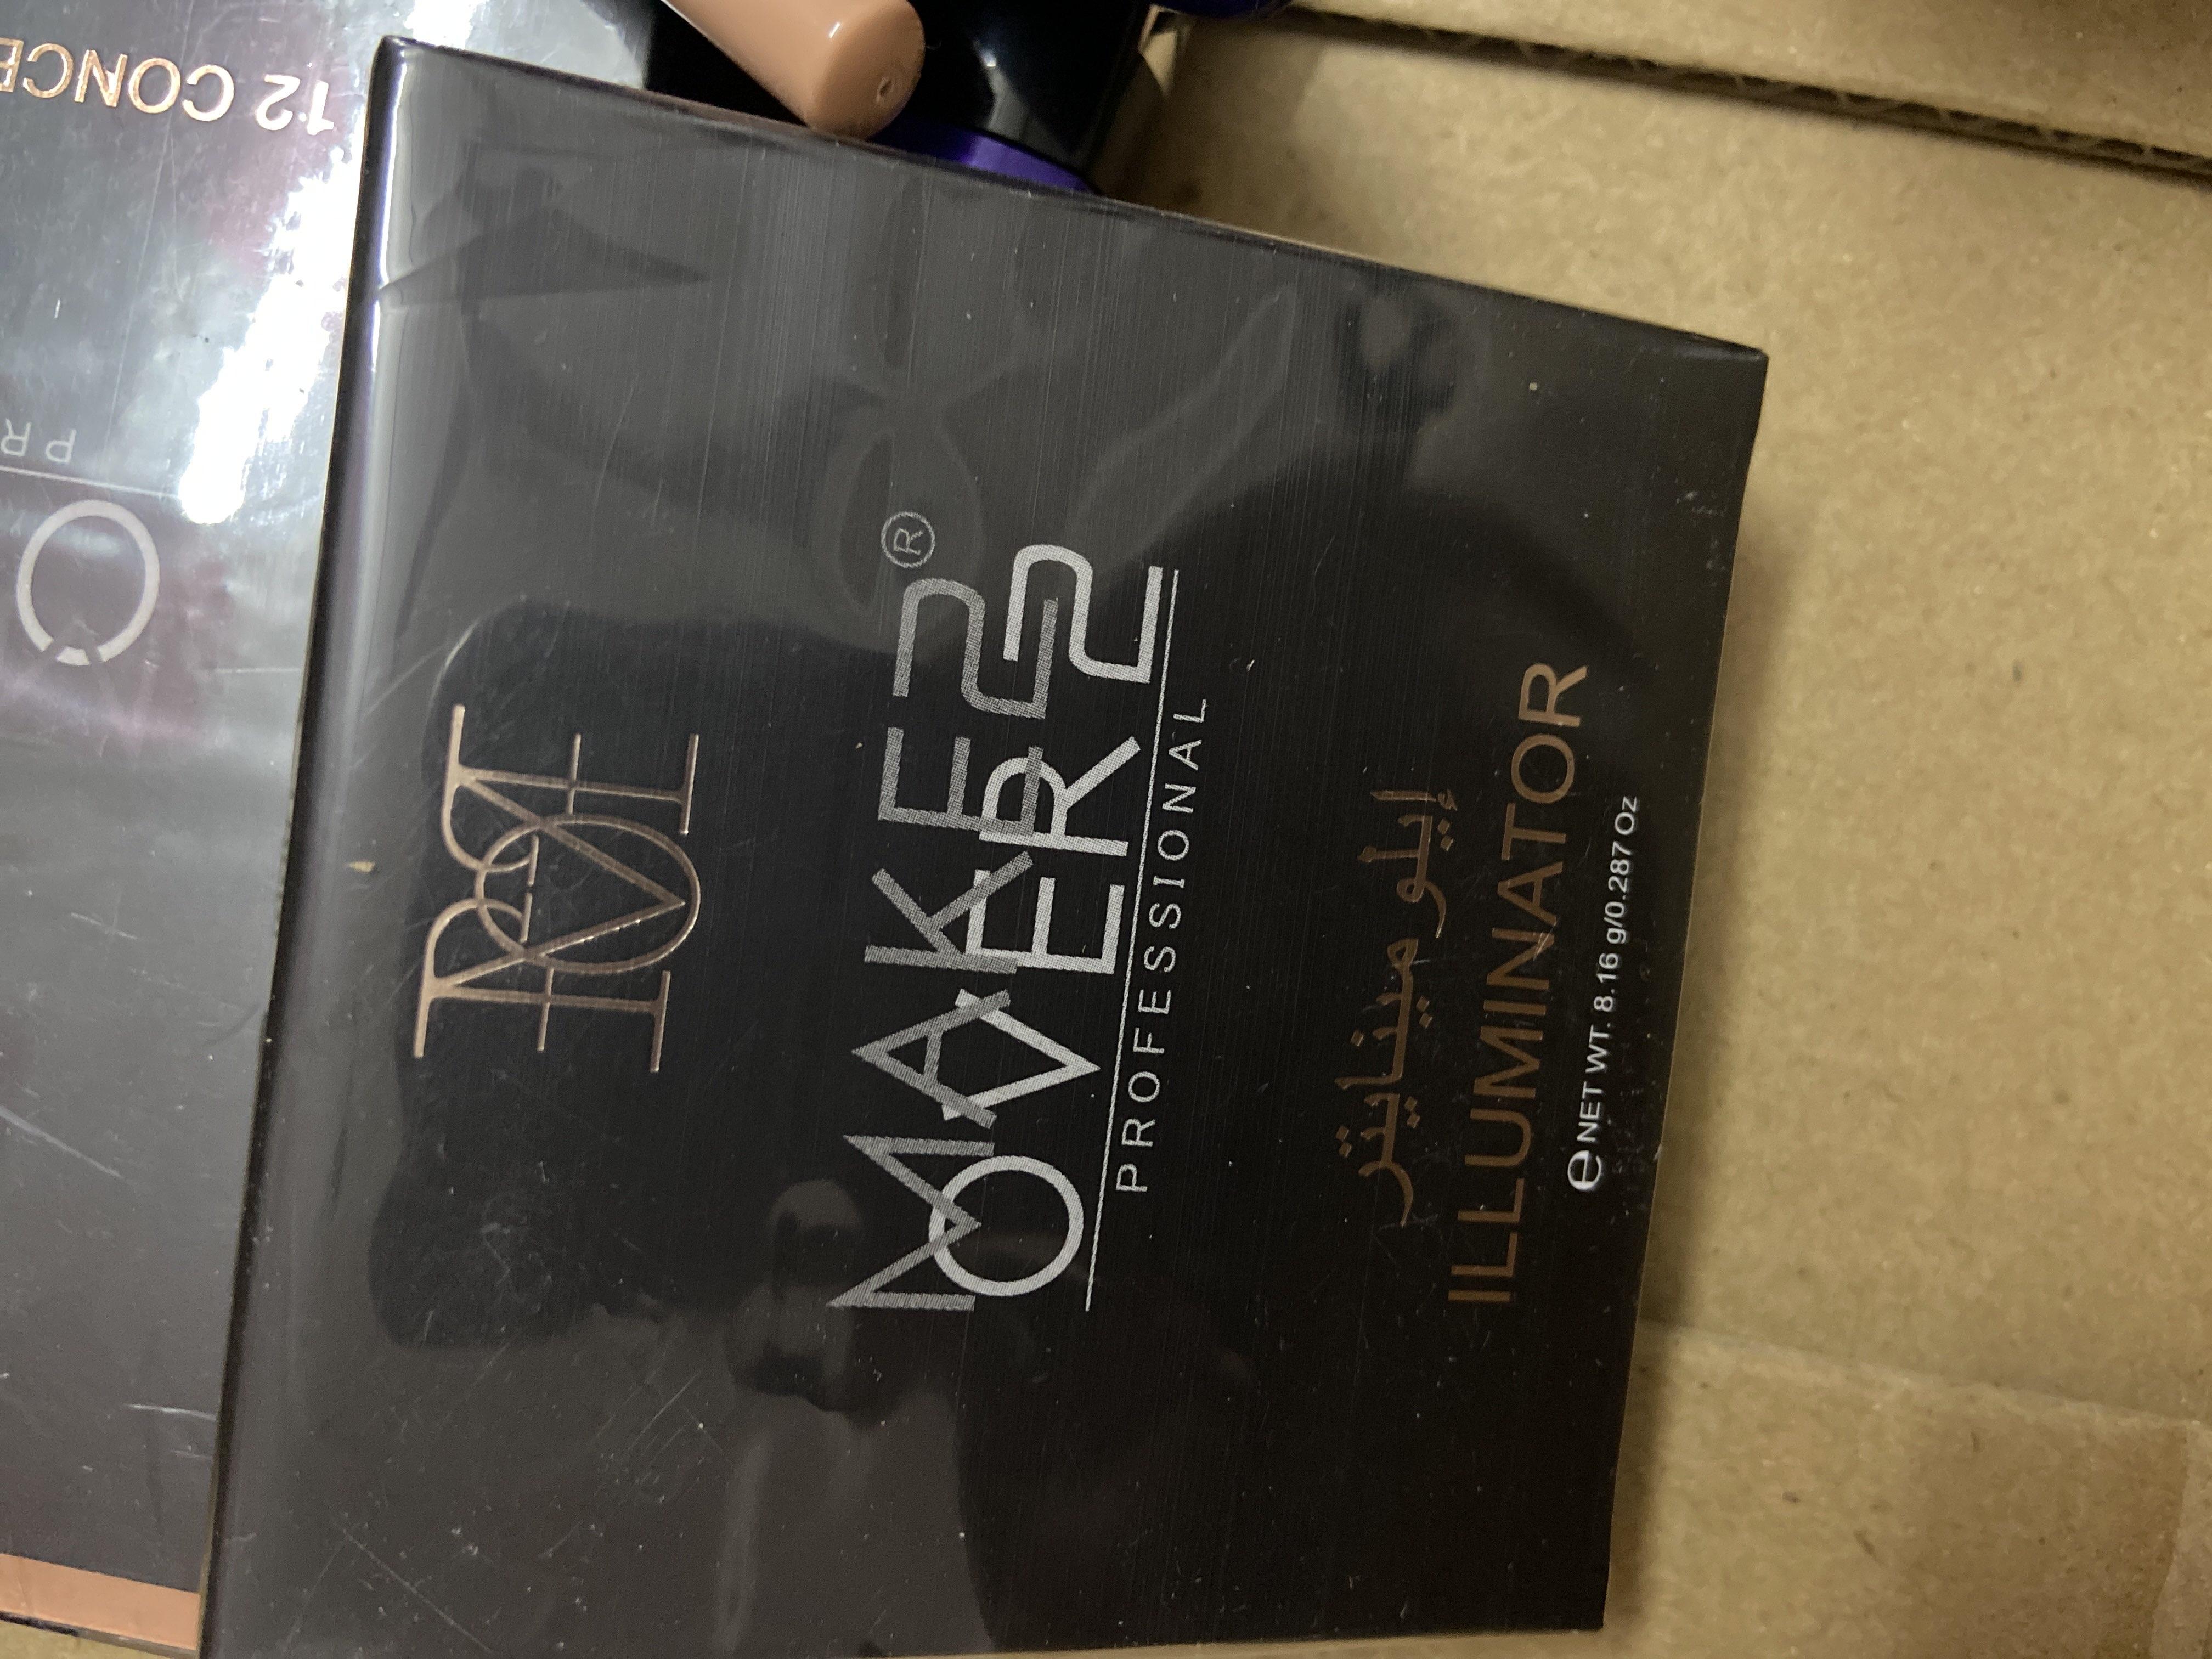 MAKE
OVER22®
PROFESSIONAL
إيلومينايتر
ILLUMINATOR
e NET WT. 8.16 g/0.287 Oz
12 CONCE
PR